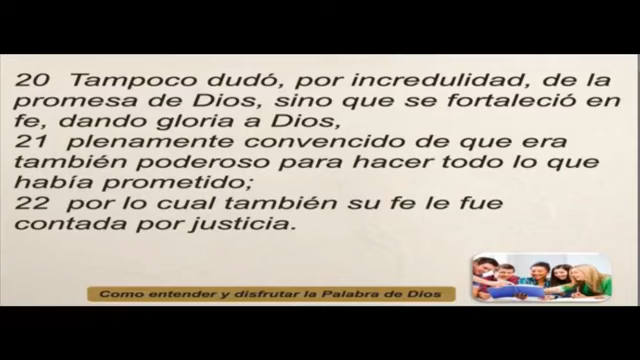 20 Tampoco dudó, por incredulidad, de la
promesa de Dios, sino que se fortaleció en
fe, dando gloria a Dios,
21 plenamente convencido de que era
también poderoso para hacer todo lo que
había prometido;
22 por lo cual también su fe le fue
contada por justicia.
Como entender y disfrutar la Palabra de Dios